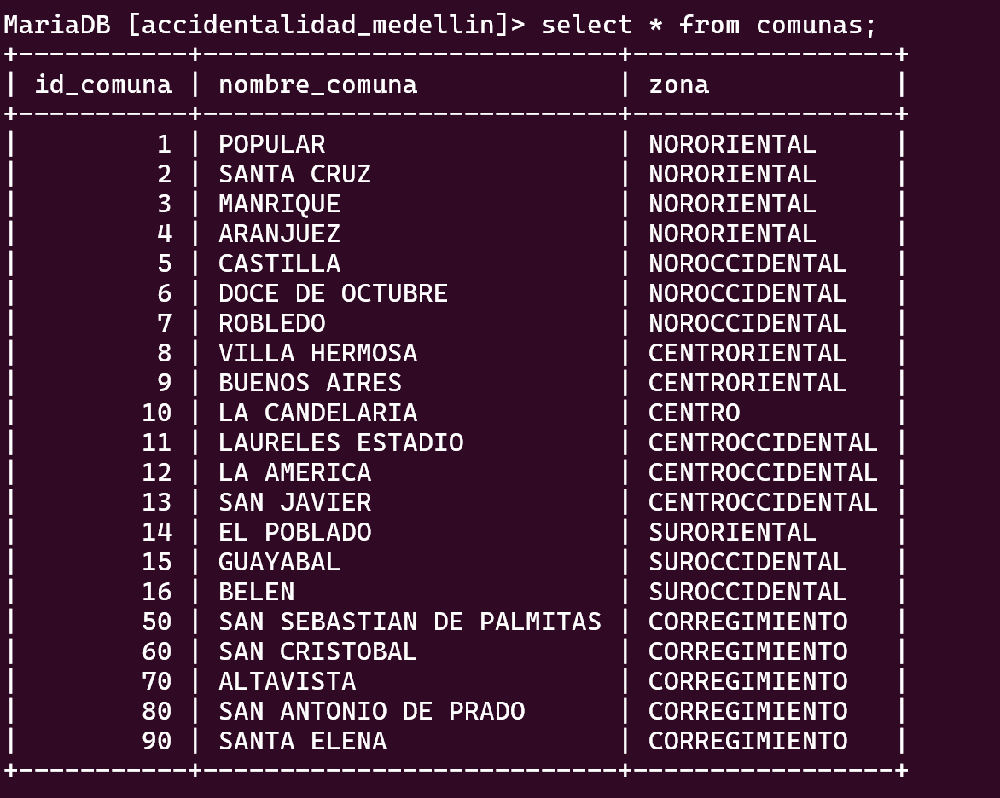 MariaDB [accidentalidad_medellin]> select * from comunas;
+-----------+---------------------------+-----------------+
| id_comuna | nombre_comuna             | zona            |
+-----------+---------------------------+-----------------+
|         1 | POPULAR                   | NORORIENTAL     |
|         2 | SANTA CRUZ                | NORORIENTAL     |
|         3 | MANRIQUE                  | NORORIENTAL     |
|         4 | ARANJUEZ                  | NORORIENTAL     |
|         5 | CASTILLA                  | NOROCCIDENTAL   |
|         6 | DOCE DE OCTUBRE           | NOROCCIDENTAL   |
|         7 | ROBLEDO                   | NOROCCIDENTAL   |
|         8 | VILLA HERMOSA             | CENTRORIENTAL   |
|         9 | BUENOS AIRES              | CENTRORIENTAL   |
|        10 | LA CANDELARIA             | CENTRO          |
|        11 | LAURELES ESTADIO          | CENTROCCIDENTAL |
|        12 | LA AMERICA                | CENTROCCIDENTAL |
|        13 | SAN JAVIER                | CENTROCCIDENTAL |
|        14 | EL POBLADO                | SURORIENTAL     |
|        15 | GUAYABAL                  | SUROCCIDENTAL   |
|        16 | BELEN                     | SUROCCIDENTAL   |
|        50 | SAN SEBASTIAN DE PALMITAS | CORREGIMIENTO   |
|        60 | SAN CRISTOBAL             | CORREGIMIENTO   |
|        70 | ALTAVISTA                 | CORREGIMIENTO   |
|        80 | SAN ANTONIO DE PRADO      | CORREGIMIENTO   |
|        90 | SANTA ELENA               | CORREGIMIENTO   |
+-----------+---------------------------+-----------------+